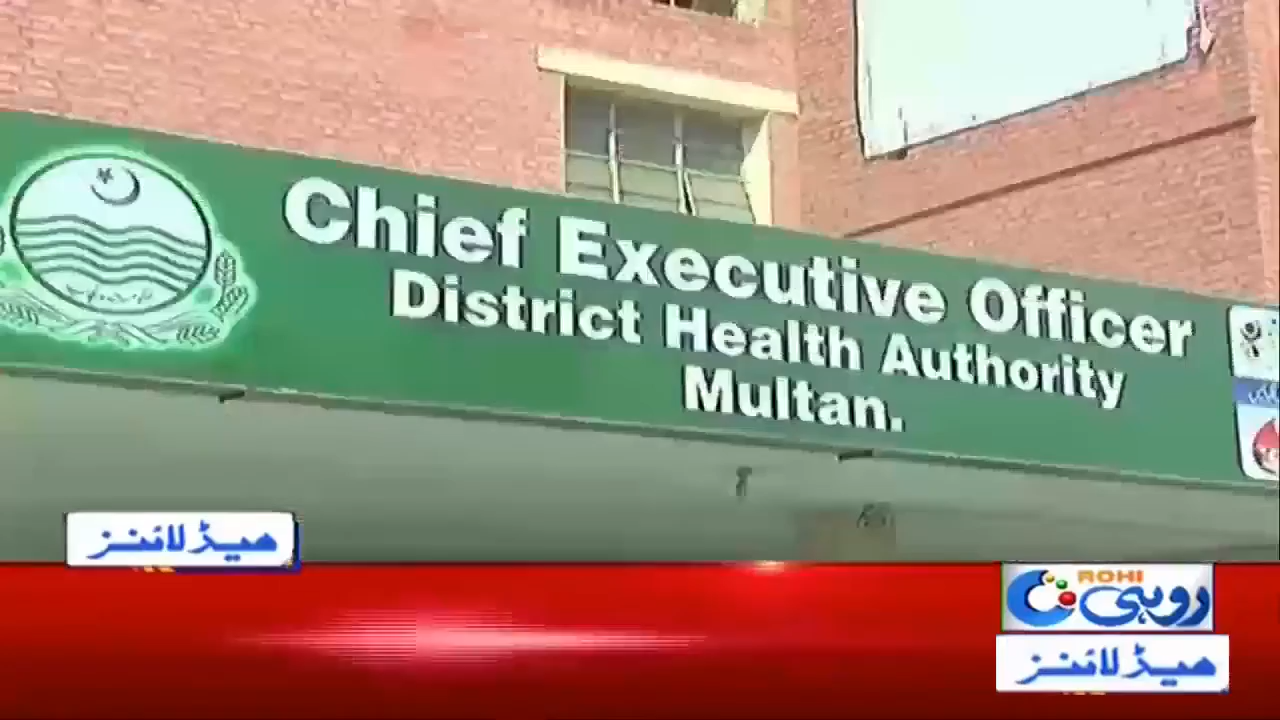 Chief Executive Officer
District Health Authority
Multan.
ہیڈلائنز
ROHI
روہی
ہیڈلائنز